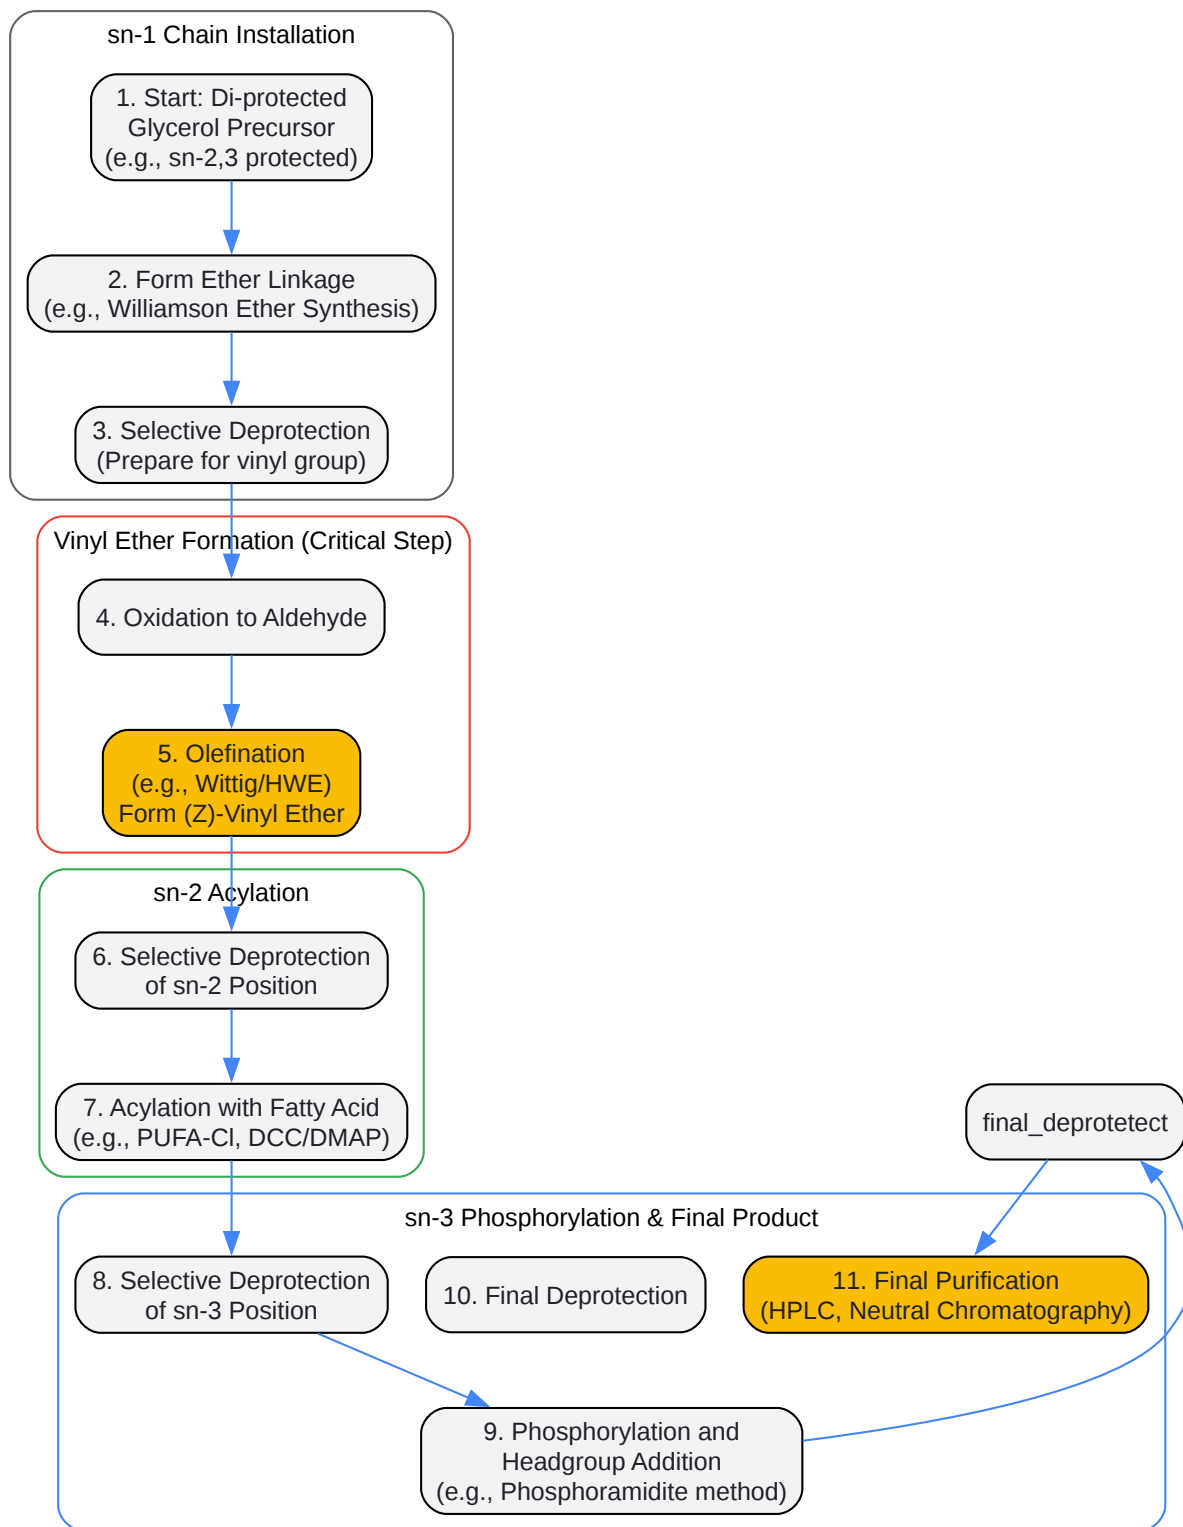 sn-1 Chain Installation
1. Start: Di-protected
Glycerol Precursor
(e.g., sn-2,3 protected)
2. Form Ether Linkage
(e.g., Williamson Ether Synthesis)
3. Selective Deprotection
(Prepare for vinyl group)
Vinyl Ether Formation (Critical Step)
4. Oxidation to Aldehyde
5. Olefination
(e.g., Wittig/HWE)
Form (Z)-Vinyl Ether
sn-2 Acylation
6. Selective Deprotection
of sn-2 Position
7. Acylation with Fatty Acid
(e.g., PUFA-Cl, DCC/DMAP)
final_deprotetect
sn-3 Phosphorylation & Final Product
8. Selective Deprotection
of sn-3 Position
10. Final Deprotection
11. Final Purification
(HPLC, Neutral Chromatography)
9. Phosphorylation and
Headgroup Addition
(e.g., Phosphoramidite method)